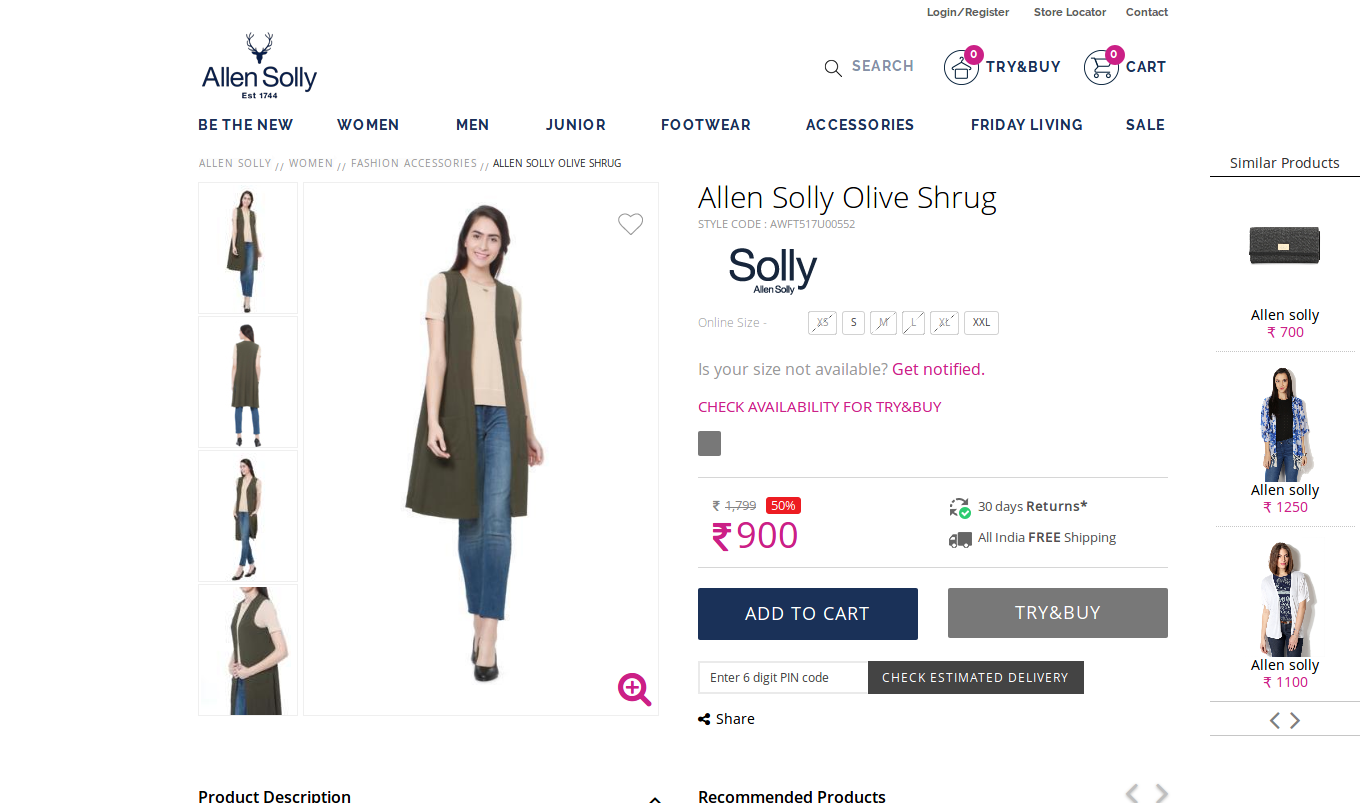 Login/Register Store Locator Contact
Allen Solly
Est 1744
SEARCH
0
TRY&BUY
0
CART
BE THE NEW WOMEN MEN JUNIOR FOOTWEAR ACCESSORIES FRIDAY LIVING SALE
ALLEN SOLLY // WOMEN // FASHION ACCESSORIES // ALLEN SOLLY OLIVE SHRUG
Allen Solly Olive Shrug
STYLE CODE : AWFT517U00552
Solly
Allen Solly
Online Size - XS S M L XL XXL
Is your size not available? Get notified.
CHECK AVAILABILITY FOR TRY&BUY
₹ 1,799 50%
₹900
30 days Returns*
All India FREE Shipping
ADD TO CART
TRY&BUY
Enter 6 digit PIN code
CHECK ESTIMATED DELIVERY
Share
Similar Products
Allen solly
₹ 700
Allen solly
₹ 1250
Allen solly
₹ 1100
Product Description
Recommended Products